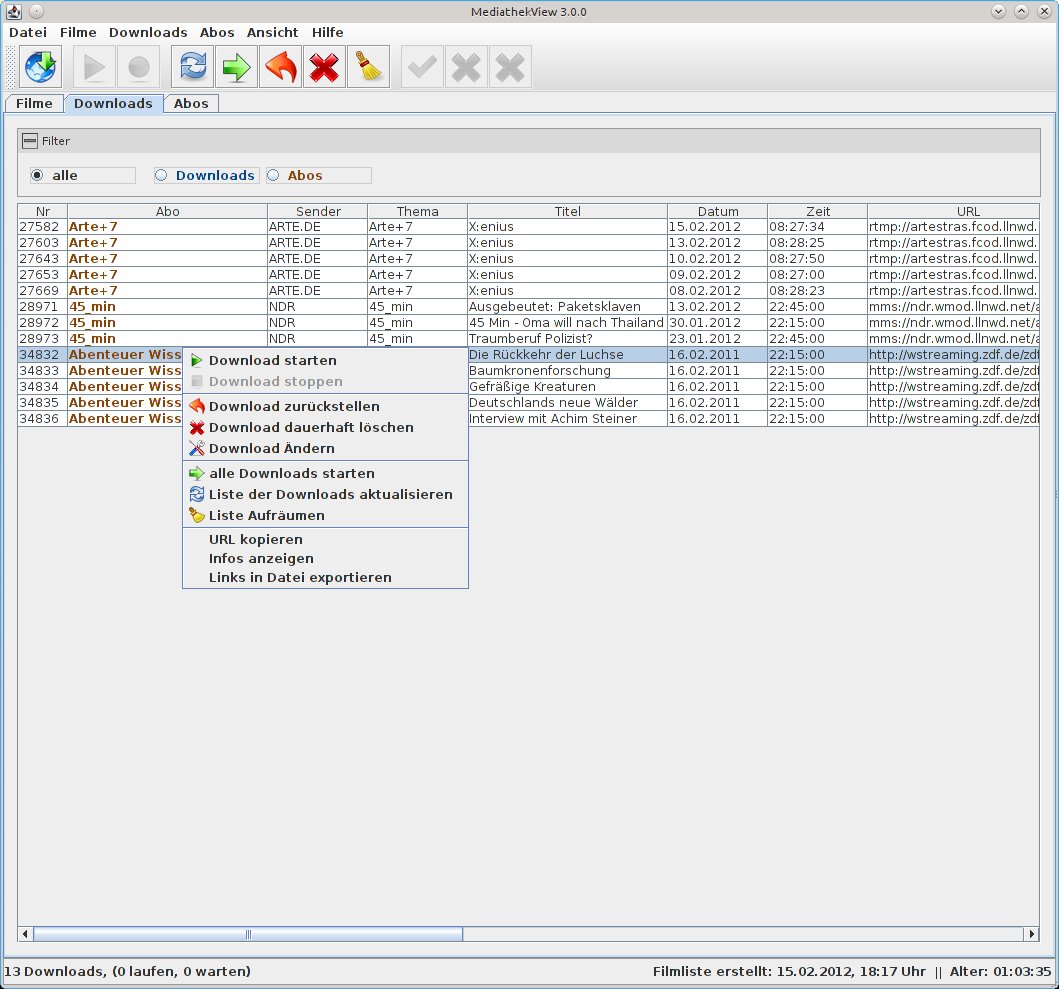 MediathekView 3.0.0
Datei Filme Downloads Abos Ansicht Hilfe
Filme Downloads Abos
Filter
alle Downloads Abos
Nr Abo Sender Thema Titel Datum Zeit URL
27582 Arte+7 ARTE.DE Arte+7 X:enius 15.02.2012 08:27:34 rtmp://artestras.fcod.llnwd.
27603 Arte+7 ARTE.DE Arte+7 X:enius 13.02.2012 08:28:25 rtmp://artestras.fcod.llnwd.
27643 Arte+7 ARTE.DE Arte+7 X:enius 10.02.2012 08:27:50 rtmp://artestras.fcod.llnwd.
27653 Arte+7 ARTE.DE Arte+7 X:enius 09.02.2012 08:27:00 rtmp://artestras.fcod.llnwd.
27669 Arte+7 ARTE.DE Arte+7 X:enius 08.02.2012 08:28:23 rtmp://artestras.fcod.llnwd.
28971 45_min NDR 45_min Ausgebeutet: Paketsklaven 13.02.2012 22:45:00 mms://ndr.wmod.llnwd.net/a
28972 45_min NDR 45_min 45 Min - Oma will nach Thailand 30.01.2012 22:15:00 mms://ndr.wmod.llnwd.net/a
28973 45_min NDR 45_min Traumberuf Polizist? 23.01.2012 22:45:00 mms://ndr.wmod.llnwd.net/a
34832 Abenteuer Wiss Die Rückkehr der Luchse 16.02.2011 22:15:00 http://wstreaming.zdf.de/zdf
34833 Abenteuer Wiss Baumkronenforschung 16.02.2011 22:15:00 http://wstreaming.zdf.de/zdf
34834 Abenteuer Wiss Gefräßige Kreaturen 16.02.2011 22:15:00 http://wstreaming.zdf.de/zdf
34835 Abenteuer Wiss Deutschlands neue Wälder 16.02.2011 22:15:00 http://wstreaming.zdf.de/zdf
34836 Abenteuer Wiss Interview mit Achim Steiner 16.02.2011 22:15:00 http://wstreaming.zdf.de/zdf
Download starten
Download stoppen
Download zurückstellen
Download dauerhaft löschen
Download Ändern
alle Downloads starten
Liste der Downloads aktualisieren
Liste Aufräumen
URL kopieren
Infos anzeigen
Links in Datei exportieren
13 Downloads, (0 laufen, 0 warten)
Filmliste erstellt: 15.02.2012, 18:17 Uhr || Alter: 01:03:35